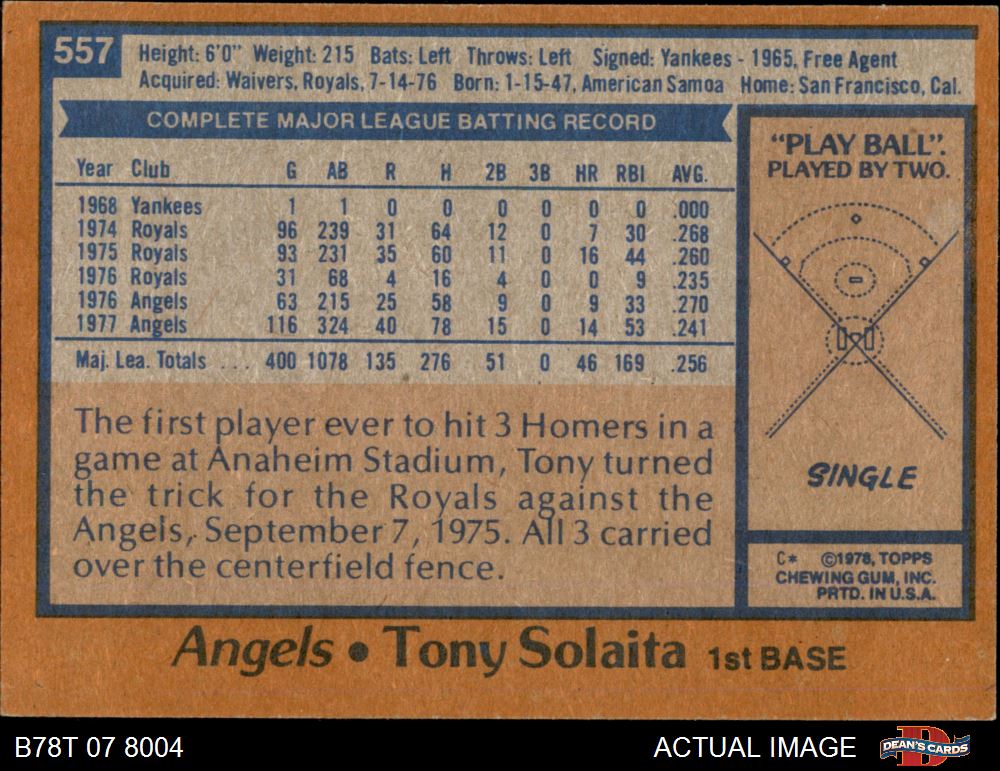 557
Height: 6'0" Weight: 215 Bats: Left Throws: Left Signed: Yankees - 1965, Free Agent
Acquired: Waivers, Royals, 7-14-76 Born: 1-15-47, American Samoa Home: San Francisco, Cal.
COMPLETE MAJOR LEAGUE BATTING RECORD
Year Club G AB R H 2B 3B HR RBI AVG.
1968 Yankees 1 1 0 0 0 0 0 0 .000
1974 Royals 96 239 31 64 12 0 7 30 .268
1975 Royals 93 231 35 60 11 0 16 44 .260
1976 Royals 31 68 4 16 4 0 0 9 .235
1976 Angels 63 215 25 58 9 0 9 33 .270
1977 Angels 116 324 40 78 15 0 14 53 .241
Maj. Lea. Totals . . . 400 1078 135 276 51 0 46 169 .256
The first player ever to hit 3 Homers in a
game at Anaheim Stadium, Tony turned
the trick for the Royals against the
Angels, September 7, 1975. All 3 carried
over the centerfield fence.
"PLAY BALL".
PLAYED BY TWO.
SINGLE
C* ©1978, TOPPS
CHEWING GUM, INC.
PRTD. IN U.S.A.
Angels • Tony Solaita 1st BASE
B78T 07 8004
ACTUAL IMAGE
DEAN'S CARDS